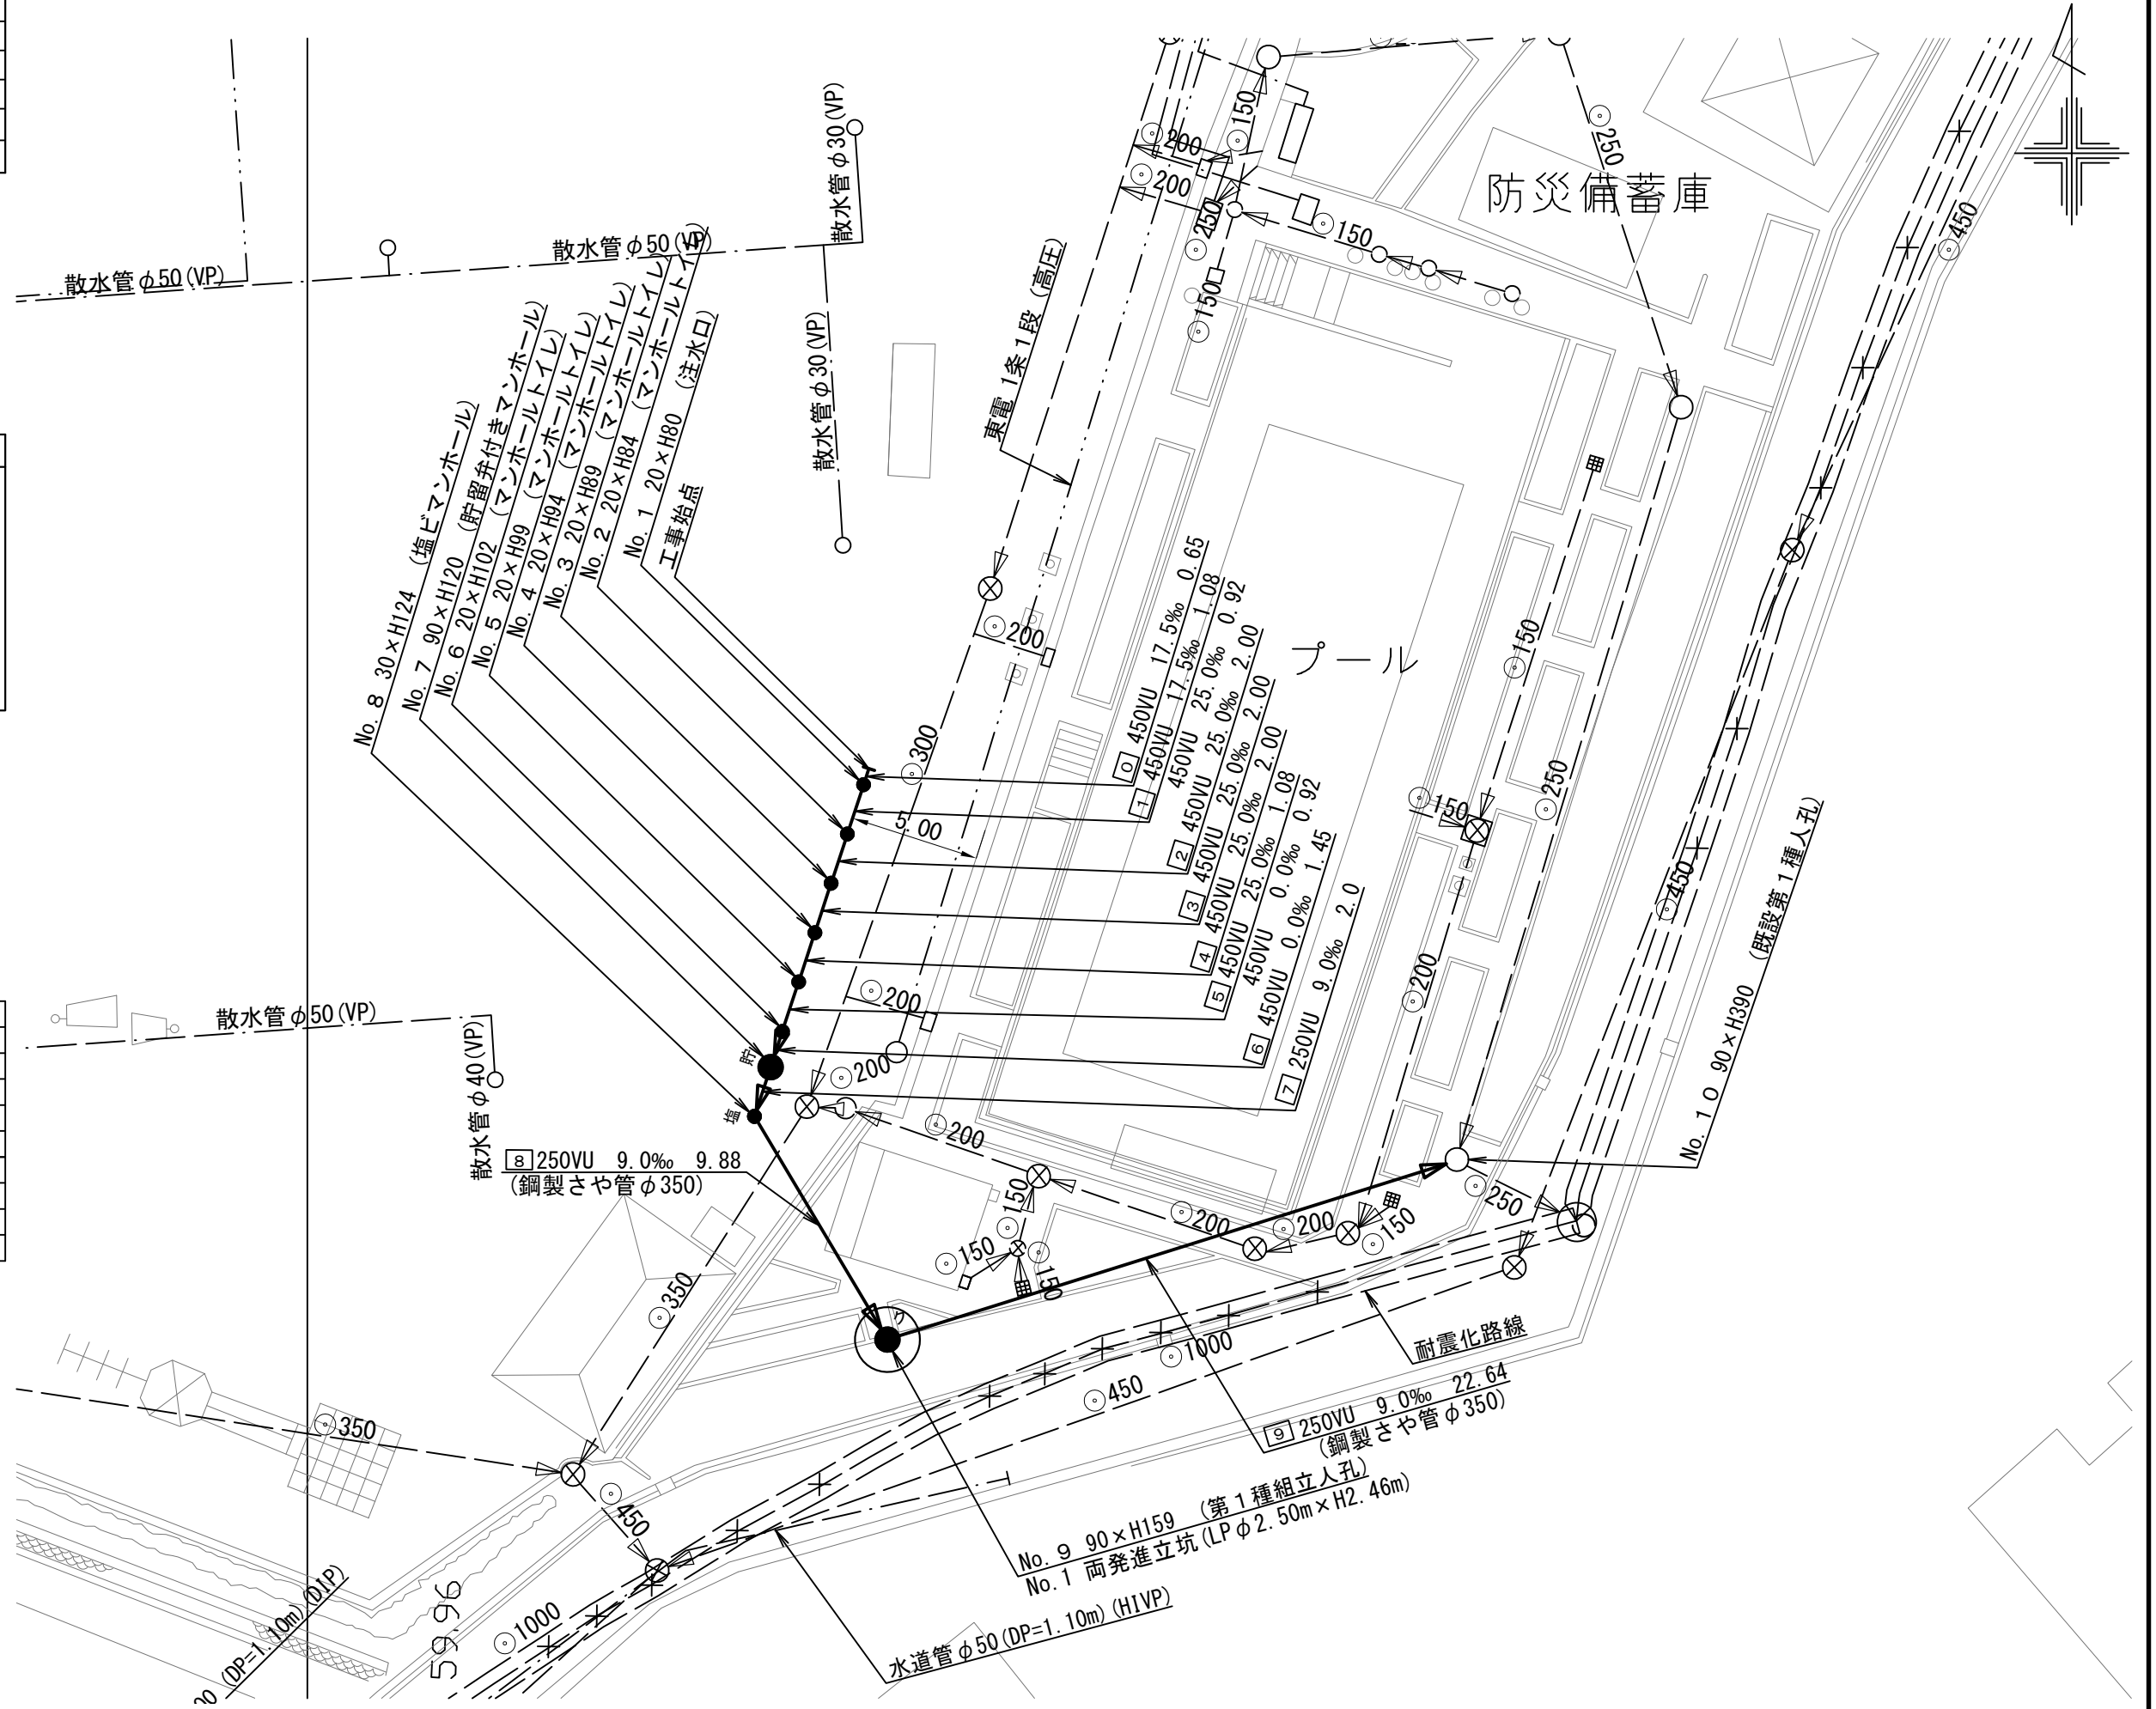 散水管φ50(VP)
散水管φ50(VP)
散水管φ30(VP)
散水管φ30(VP)
東電 1条1段 (高圧)
防災備蓄庫
プール
150
200
200
250
150
150
250
450
No. 8 30×H124 (塩ビマンホール)
No. 7 90×H120 (貯留弁付きマンホール)
No. 6 20×H102 (マンホールトイレ)
No. 5 20×H99 (マンホールトイレ)
No. 4 20×H94 (マンホールトイレ)
No. 3 20×H89 (マンホールトイレ)
No. 2 20×H84 (マンホールトイレ)
No. 1 20×H80 (注水口)
工事始点
200
300
5.00
0 450VU 17.5‰ 0.65
1 450VU 17.5‰ 1.08
450VU 25.0‰ 0.92
2 450VU 25.0‰ 2.00
3 450VU 25.0‰ 2.00
4 450VU 25.0‰ 2.00
5 450VU 25.0‰ 1.08
450VU 0.0‰ 0.92
6 450VU 0.0‰ 1.45
7 250VU 9.0‰ 2.0
150
150
250
200
450
No. 10 90×H390 (既設第1種人孔)
散水管φ50(VP)
散水管φ40(VP)
貯
塩
200
200
200
8 250VU 9.0‰ 9.88
(鋼製さや管φ350)
350
150
150
150
200
200
150
250
ク
1000
450
耐震化路線
9 250VU 9.0‰ 22.64
(鋼製さや管φ350)
No. 9 90×H159 (第1種組立人孔)
No.1 両発進立坑(LPφ2.50m×H2.46m)
水道管φ50(DP=1.10m)(HIVP)
350
450
1000
59-96
00 (DP=1.10m)(DIP)